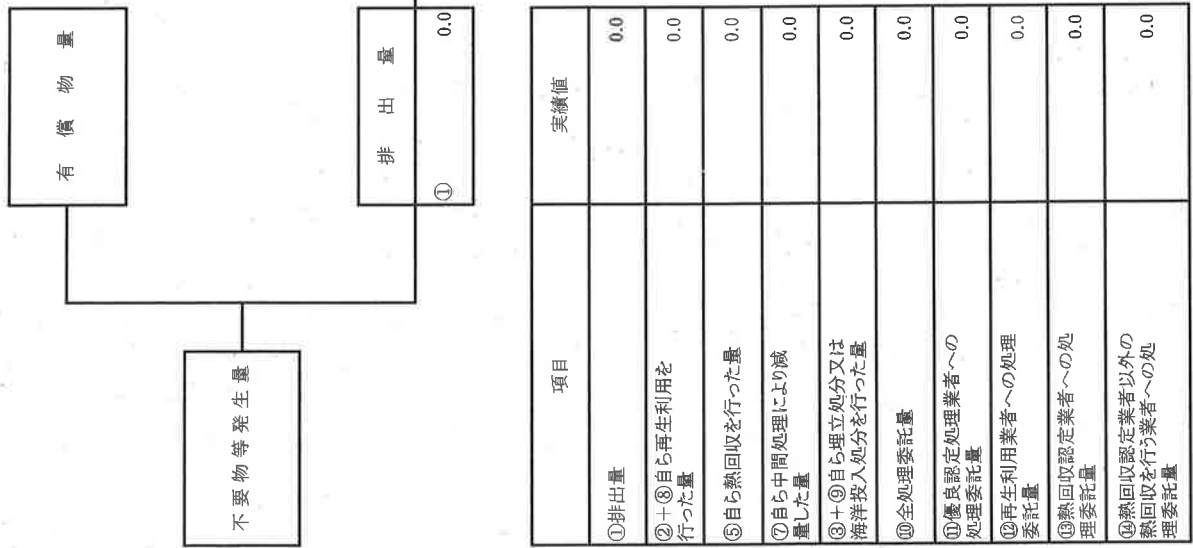 有償物量
不要物等発生量
排出量
①
0.0
項目
実績値
①排出量
0.0
②+⑧自ら再生利用を
行った量
0.0
⑤自ら熱回収を行った量
0.0
⑦自ら中間処理により減
量した量
0.0
③+⑨自ら埋立処分又は
海洋投入処分を行った量
0.0
⑩全処理委託量
0.0
⑪優良認定処理業者への
処理委託量
0.0
⑫再生利用業者への処理
委託量
0.0
⑬熱回収認定業者への処
理委託量
0.0
⑭熱回収認定業者以外の
熱回収を行う業者への処
理委託量
0.0